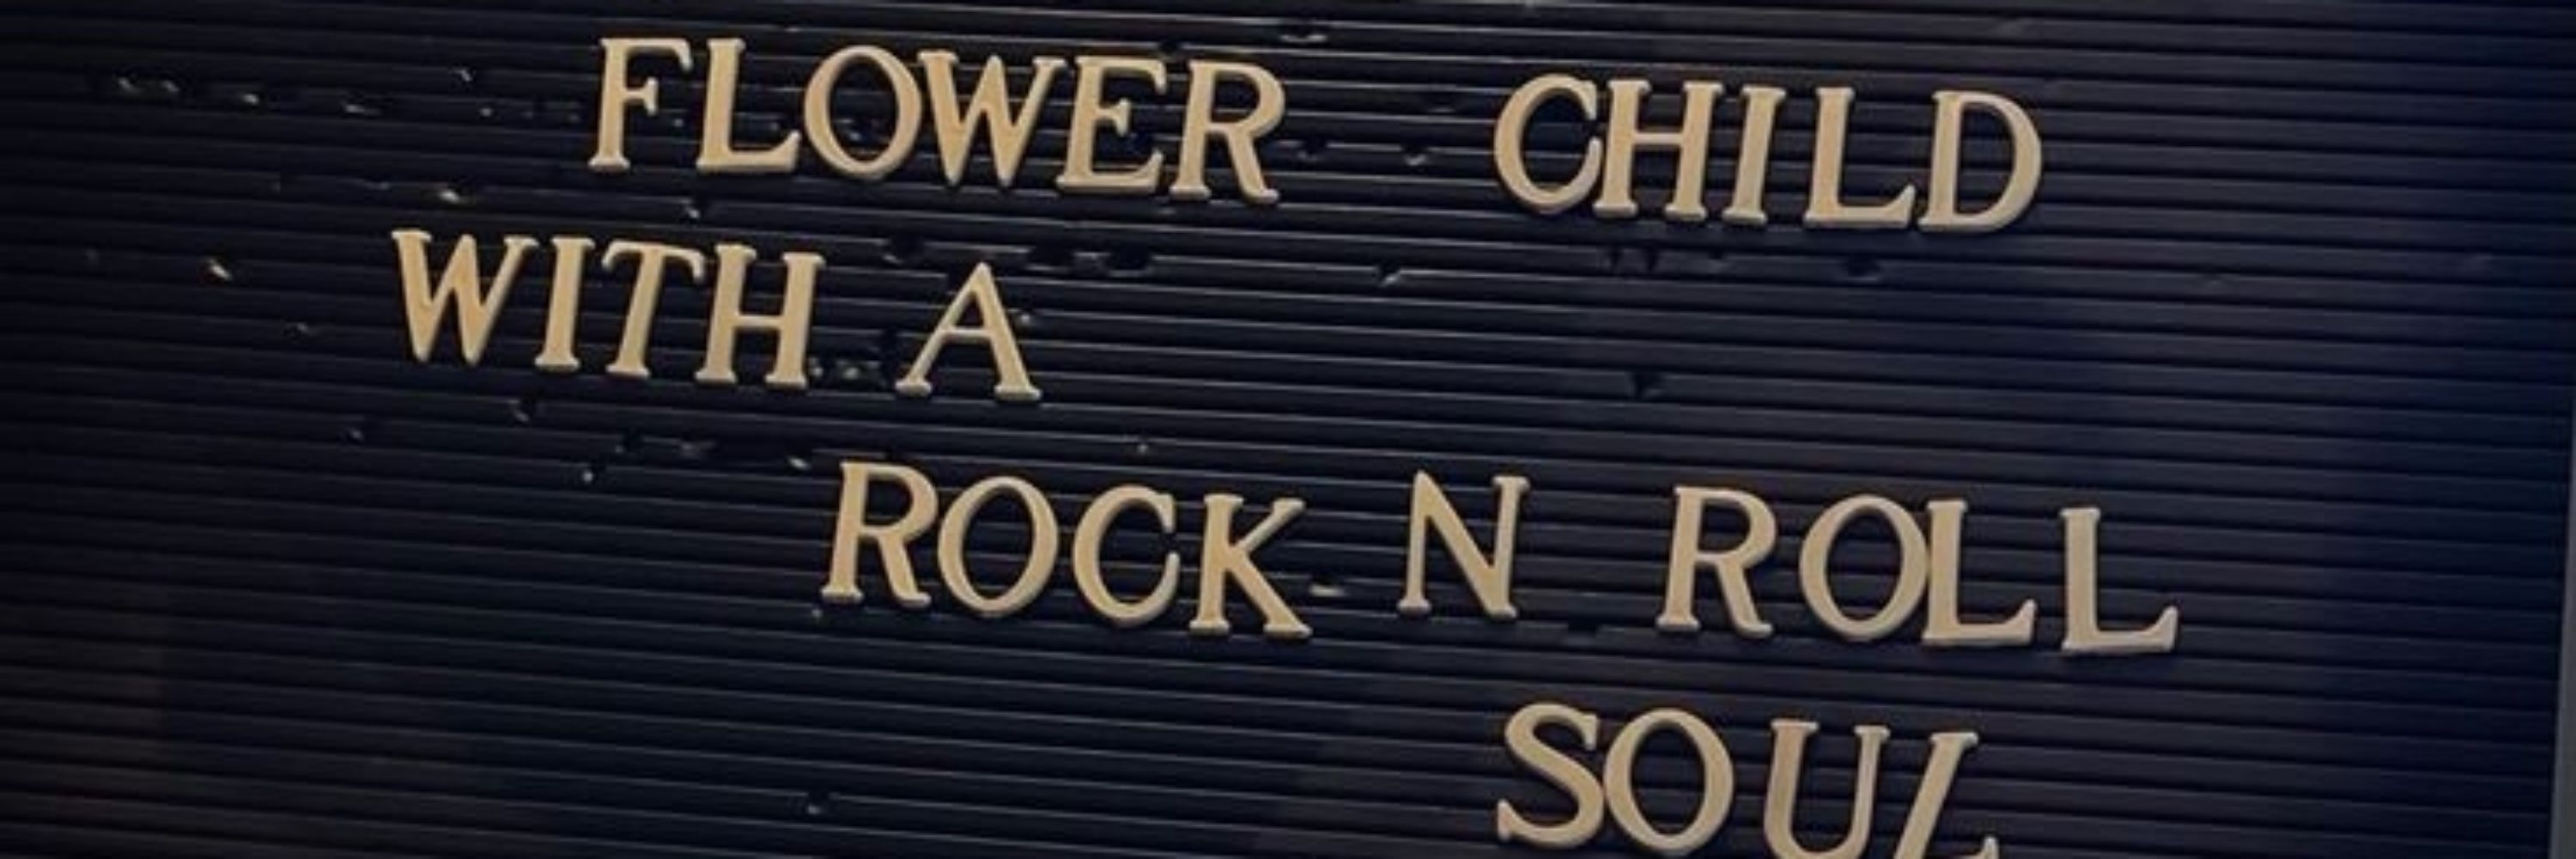 FLOWER CHILD
WITH A
ROCK N ROLL
SOUL